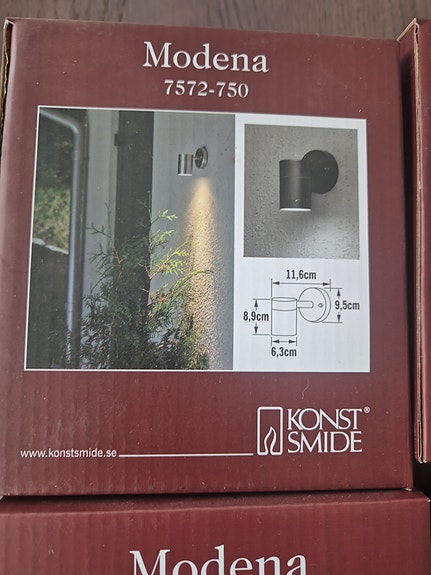 Modena
7572-750
11,6cm
8,9cm
9,5cm
6,3cm
KONST®
SMIDE
www.konstsmide.se
Modena